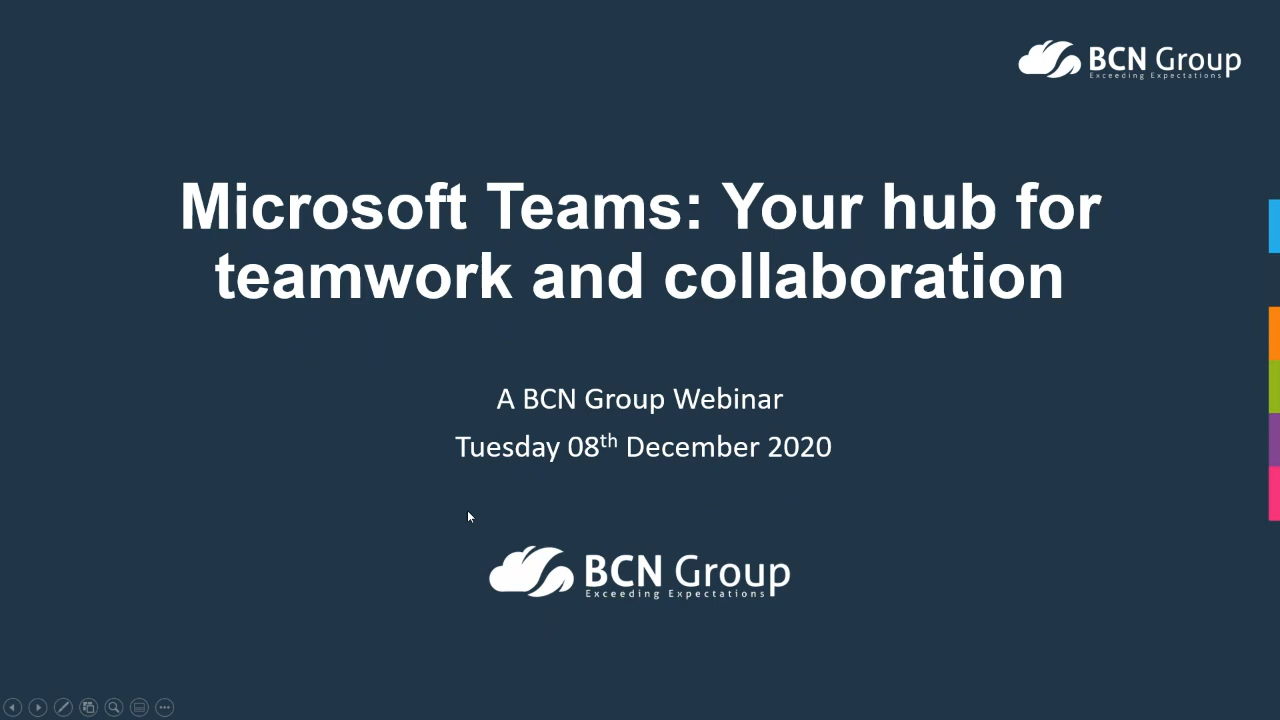 BCN Group
Exceeding Expectations
Microsoft Teams: Your hub for
teamwork and collaboration
A BCN Group Webinar
Tuesday 08th December 2020
BCN Group
Exceeding Expectations